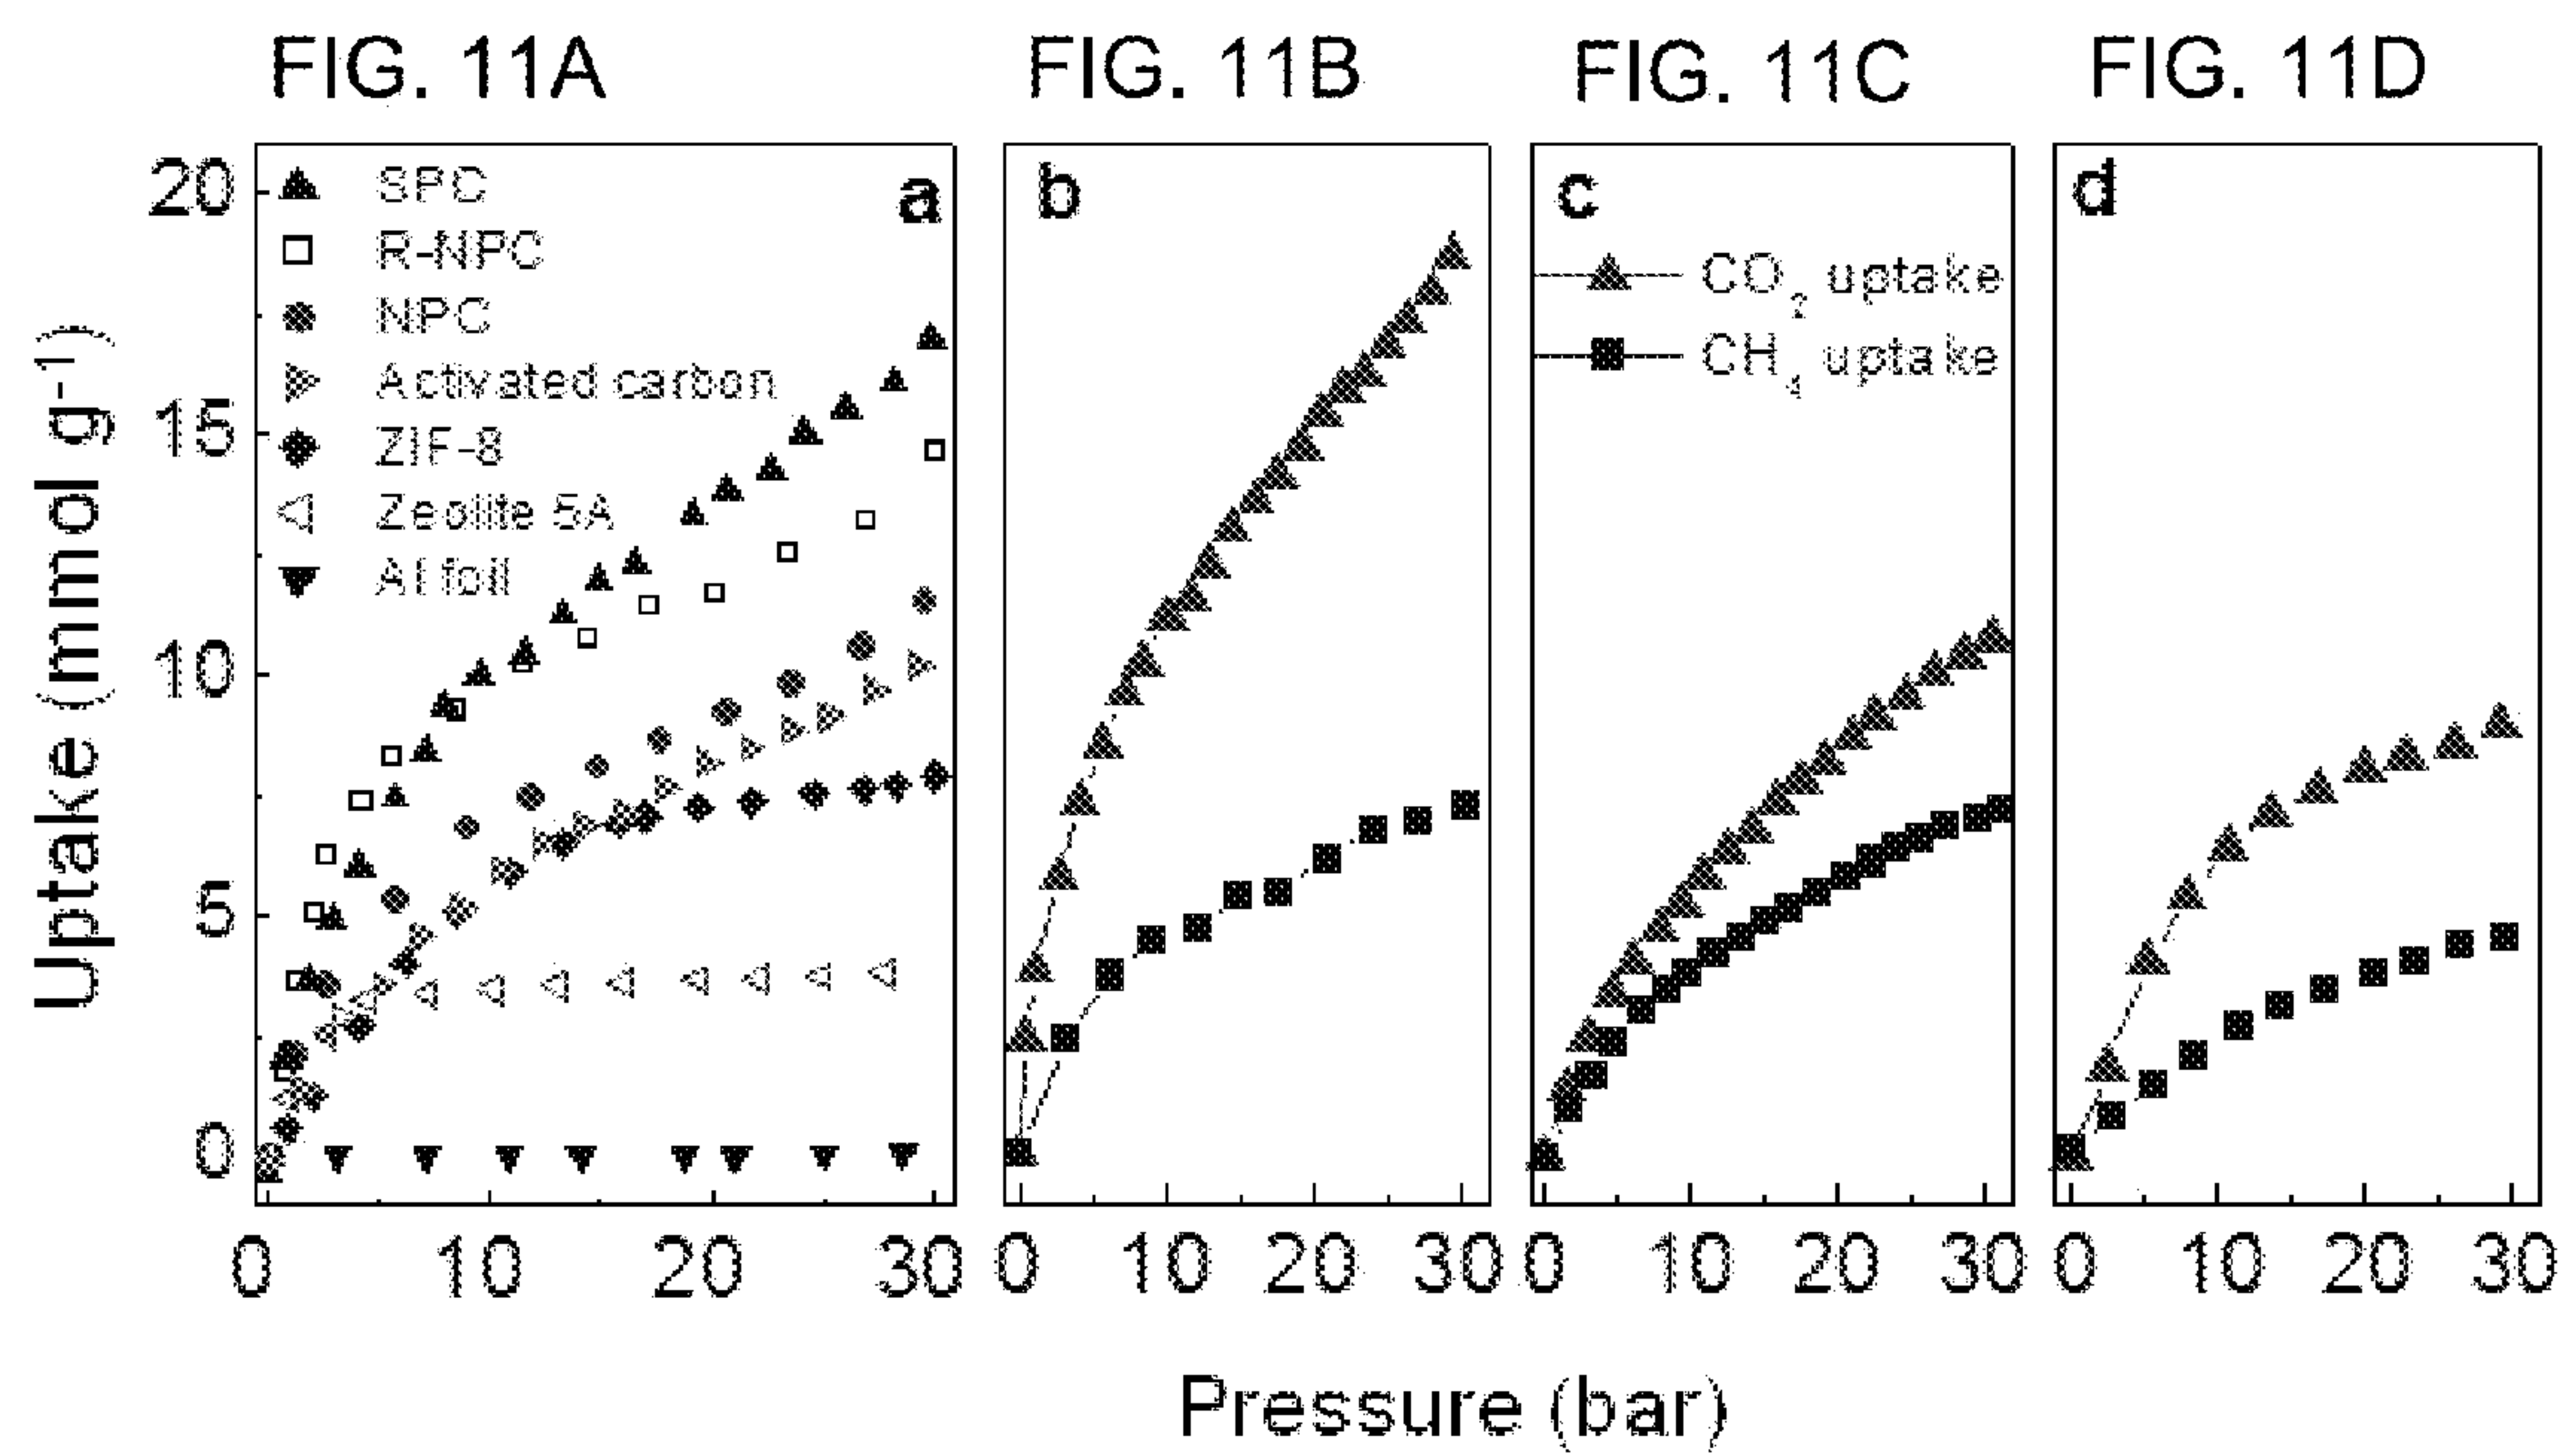 FIG. 11A FIG. 11B FIG. 11C FIG. 11D
a
b
c
d
SPC
R-NPC
NPC
Activated carbon
ZIF-8
Zeolite 5A
Al foil
CO2 uptake
CH4 uptake
20
15
10
5
0
Uptake (mmol g-1)
0 10 20 30 0 10 20 30 0 10 20 30 0 10 20 30
Pressure (bar)